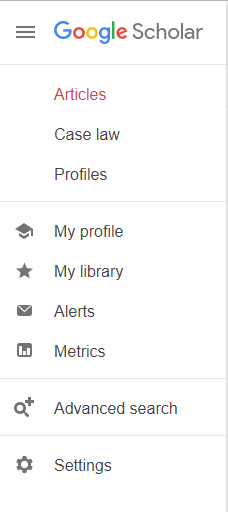 Google Scholar
Articles
Case law
Profiles
My profile
My library
Alerts
Metrics
Advanced search
Settings